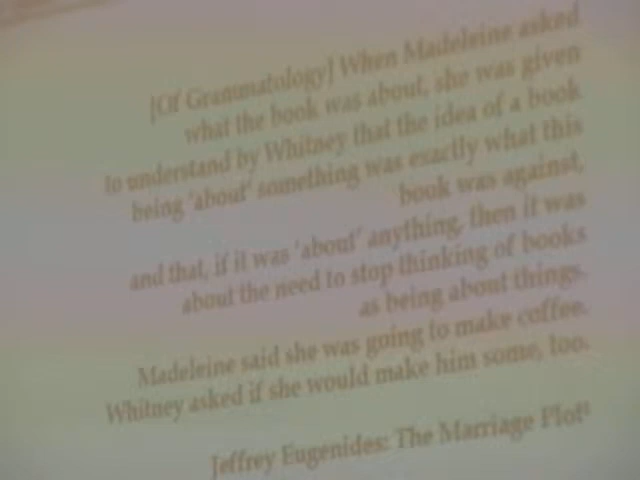 [Of Grammatology] When Madeleine asked
what the book was about, she was given
to understand by Whitney that the idea of a book
being 'about' something was exactly what this
book was against,
and that, if it was 'about' anything, then it was
about the need to stop thinking of books
as being about things.
Madeleine said she was going to make coffee.
Whitney asked if she would make him some, too.
Jeffrey Eugenides: The Marriage Plot